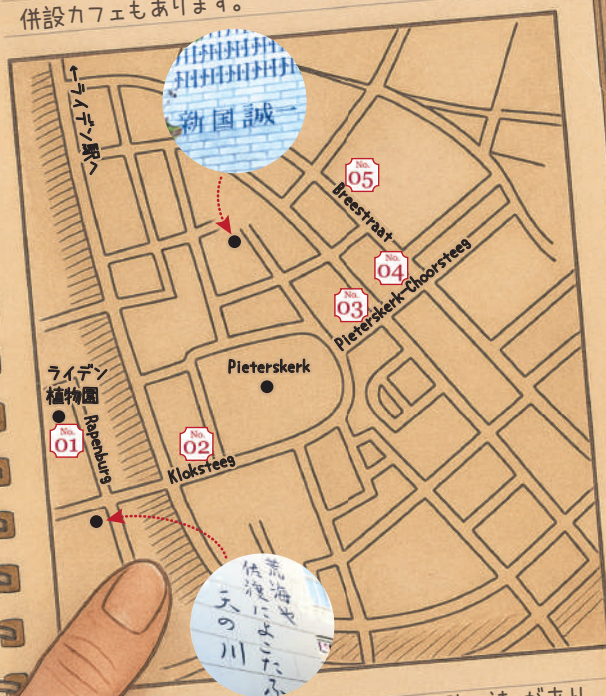 併設カフェもあります。
←ライデン駅へ
新国誠一
No.
05
Breestraat
No.
04
Pieterskerk-Choorsteeg
No.
03
ライデン
植物園
Pieterskerk
No.
01
Rapenburg
No.
02
Kloksteeg
荒海や
佐渡によこたふ
天の川